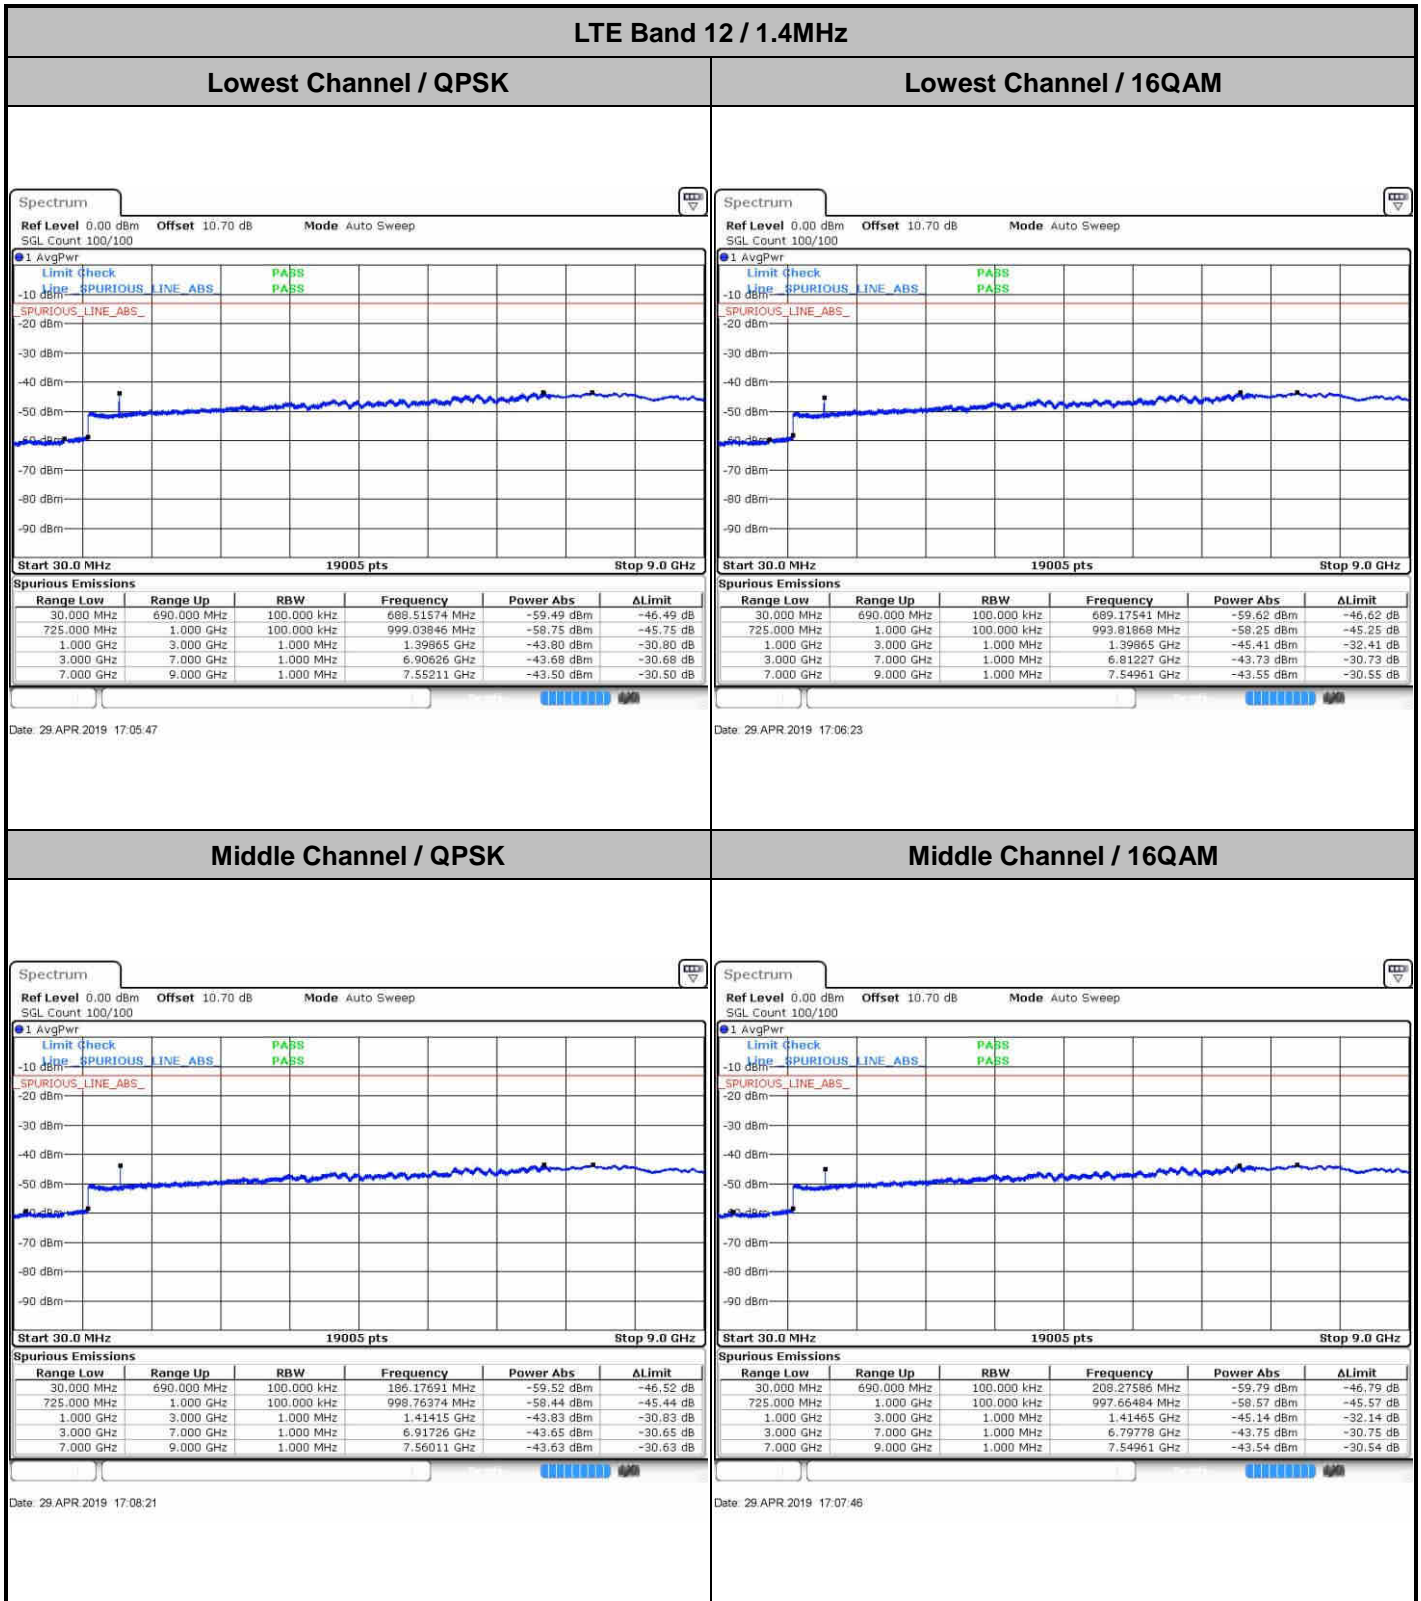 LTE Band 12 / 1.4MHz
Lowest Channel / QPSK
Lowest Channel / 16QAM
Spectrum
Ref Level 0.00 dBm Offset 10.70 dB Mode Auto Sweep
SGL Count 100/100
1 AvgPwr
Limit Check PASS
Line _SPURIOUS_LINE_ABS_ PASS
-10 dBm
_SPURIOUS_LINE_ABS_
-20 dBm
-30 dBm
-40 dBm
-50 dBm
-60 dBm
-70 dBm
-80 dBm
-90 dBm
Start 30.0 MHz 19005 pts Stop 9.0 GHz
Spurious Emissions
Range Low Range Up RBW Frequency Power Abs ΔLimit
30.000 MHz 690.000 MHz 100.000 kHz 688.51574 MHz -59.49 dBm -46.49 dB
725.000 MHz 1.000 GHz 100.000 kHz 999.03846 MHz -58.75 dBm -45.75 dB
1.000 GHz 3.000 GHz 1.000 MHz 1.39865 GHz -43.80 dBm -30.80 dB
3.000 GHz 7.000 GHz 1.000 MHz 6.90626 GHz -43.68 dBm -30.68 dB
7.000 GHz 9.000 GHz 1.000 MHz 7.55211 GHz -43.50 dBm -30.50 dB
Date: 29.APR.2019 17:05:47
Spectrum
Ref Level 0.00 dBm Offset 10.70 dB Mode Auto Sweep
SGL Count 100/100
1 AvgPwr
Limit Check PASS
Line _SPURIOUS_LINE_ABS_ PASS
-10 dBm
_SPURIOUS_LINE_ABS_
-20 dBm
-30 dBm
-40 dBm
-50 dBm
-60 dBm
-70 dBm
-80 dBm
-90 dBm
Start 30.0 MHz 19005 pts Stop 9.0 GHz
Spurious Emissions
Range Low Range Up RBW Frequency Power Abs ΔLimit
30.000 MHz 690.000 MHz 100.000 kHz 689.17541 MHz -59.62 dBm -46.62 dB
725.000 MHz 1.000 GHz 100.000 kHz 993.81868 MHz -58.25 dBm -45.25 dB
1.000 GHz 3.000 GHz 1.000 MHz 1.39865 GHz -45.41 dBm -32.41 dB
3.000 GHz 7.000 GHz 1.000 MHz 6.81227 GHz -43.73 dBm -30.73 dB
7.000 GHz 9.000 GHz 1.000 MHz 7.54961 GHz -43.55 dBm -30.55 dB
Date: 29.APR.2019 17:06:23
Middle Channel / QPSK
Middle Channel / 16QAM
Spectrum
Ref Level 0.00 dBm Offset 10.70 dB Mode Auto Sweep
SGL Count 100/100
1 AvgPwr
Limit Check PASS
Line _SPURIOUS_LINE_ABS_ PASS
-10 dBm
_SPURIOUS_LINE_ABS_
-20 dBm
-30 dBm
-40 dBm
-50 dBm
-60 dBm
-70 dBm
-80 dBm
-90 dBm
Start 30.0 MHz 19005 pts Stop 9.0 GHz
Spurious Emissions
Range Low Range Up RBW Frequency Power Abs ΔLimit
30.000 MHz 690.000 MHz 100.000 kHz 186.17691 MHz -59.52 dBm -46.52 dB
725.000 MHz 1.000 GHz 100.000 kHz 998.76374 MHz -58.44 dBm -45.44 dB
1.000 GHz 3.000 GHz 1.000 MHz 1.41415 GHz -43.83 dBm -30.83 dB
3.000 GHz 7.000 GHz 1.000 MHz 6.91726 GHz -43.65 dBm -30.65 dB
7.000 GHz 9.000 GHz 1.000 MHz 7.56011 GHz -43.63 dBm -30.63 dB
Date: 29.APR.2019 17:08:21
Spectrum
Ref Level 0.00 dBm Offset 10.70 dB Mode Auto Sweep
SGL Count 100/100
1 AvgPwr
Limit Check PASS
Line _SPURIOUS_LINE_ABS_ PASS
-10 dBm
_SPURIOUS_LINE_ABS_
-20 dBm
-30 dBm
-40 dBm
-50 dBm
-60 dBm
-70 dBm
-80 dBm
-90 dBm
Start 30.0 MHz 19005 pts Stop 9.0 GHz
Spurious Emissions
Range Low Range Up RBW Frequency Power Abs ΔLimit
30.000 MHz 690.000 MHz 100.000 kHz 208.27586 MHz -59.79 dBm -46.79 dB
725.000 MHz 1.000 GHz 100.000 kHz 997.66484 MHz -58.57 dBm -45.57 dB
1.000 GHz 3.000 GHz 1.000 MHz 1.41465 GHz -45.14 dBm -32.14 dB
3.000 GHz 7.000 GHz 1.000 MHz 6.79778 GHz -43.75 dBm -30.75 dB
7.000 GHz 9.000 GHz 1.000 MHz 7.54961 GHz -43.54 dBm -30.54 dB
Date: 29.APR.2019 17:07:46